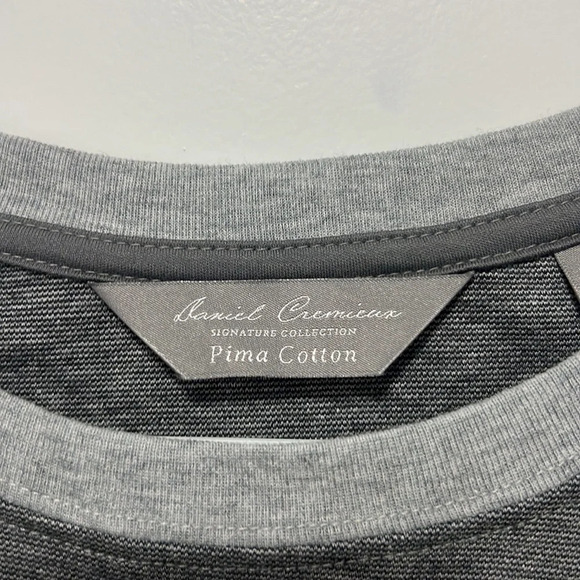 Daniel Cremieux
SIGNATURE COLLECTION
Pima Cotton